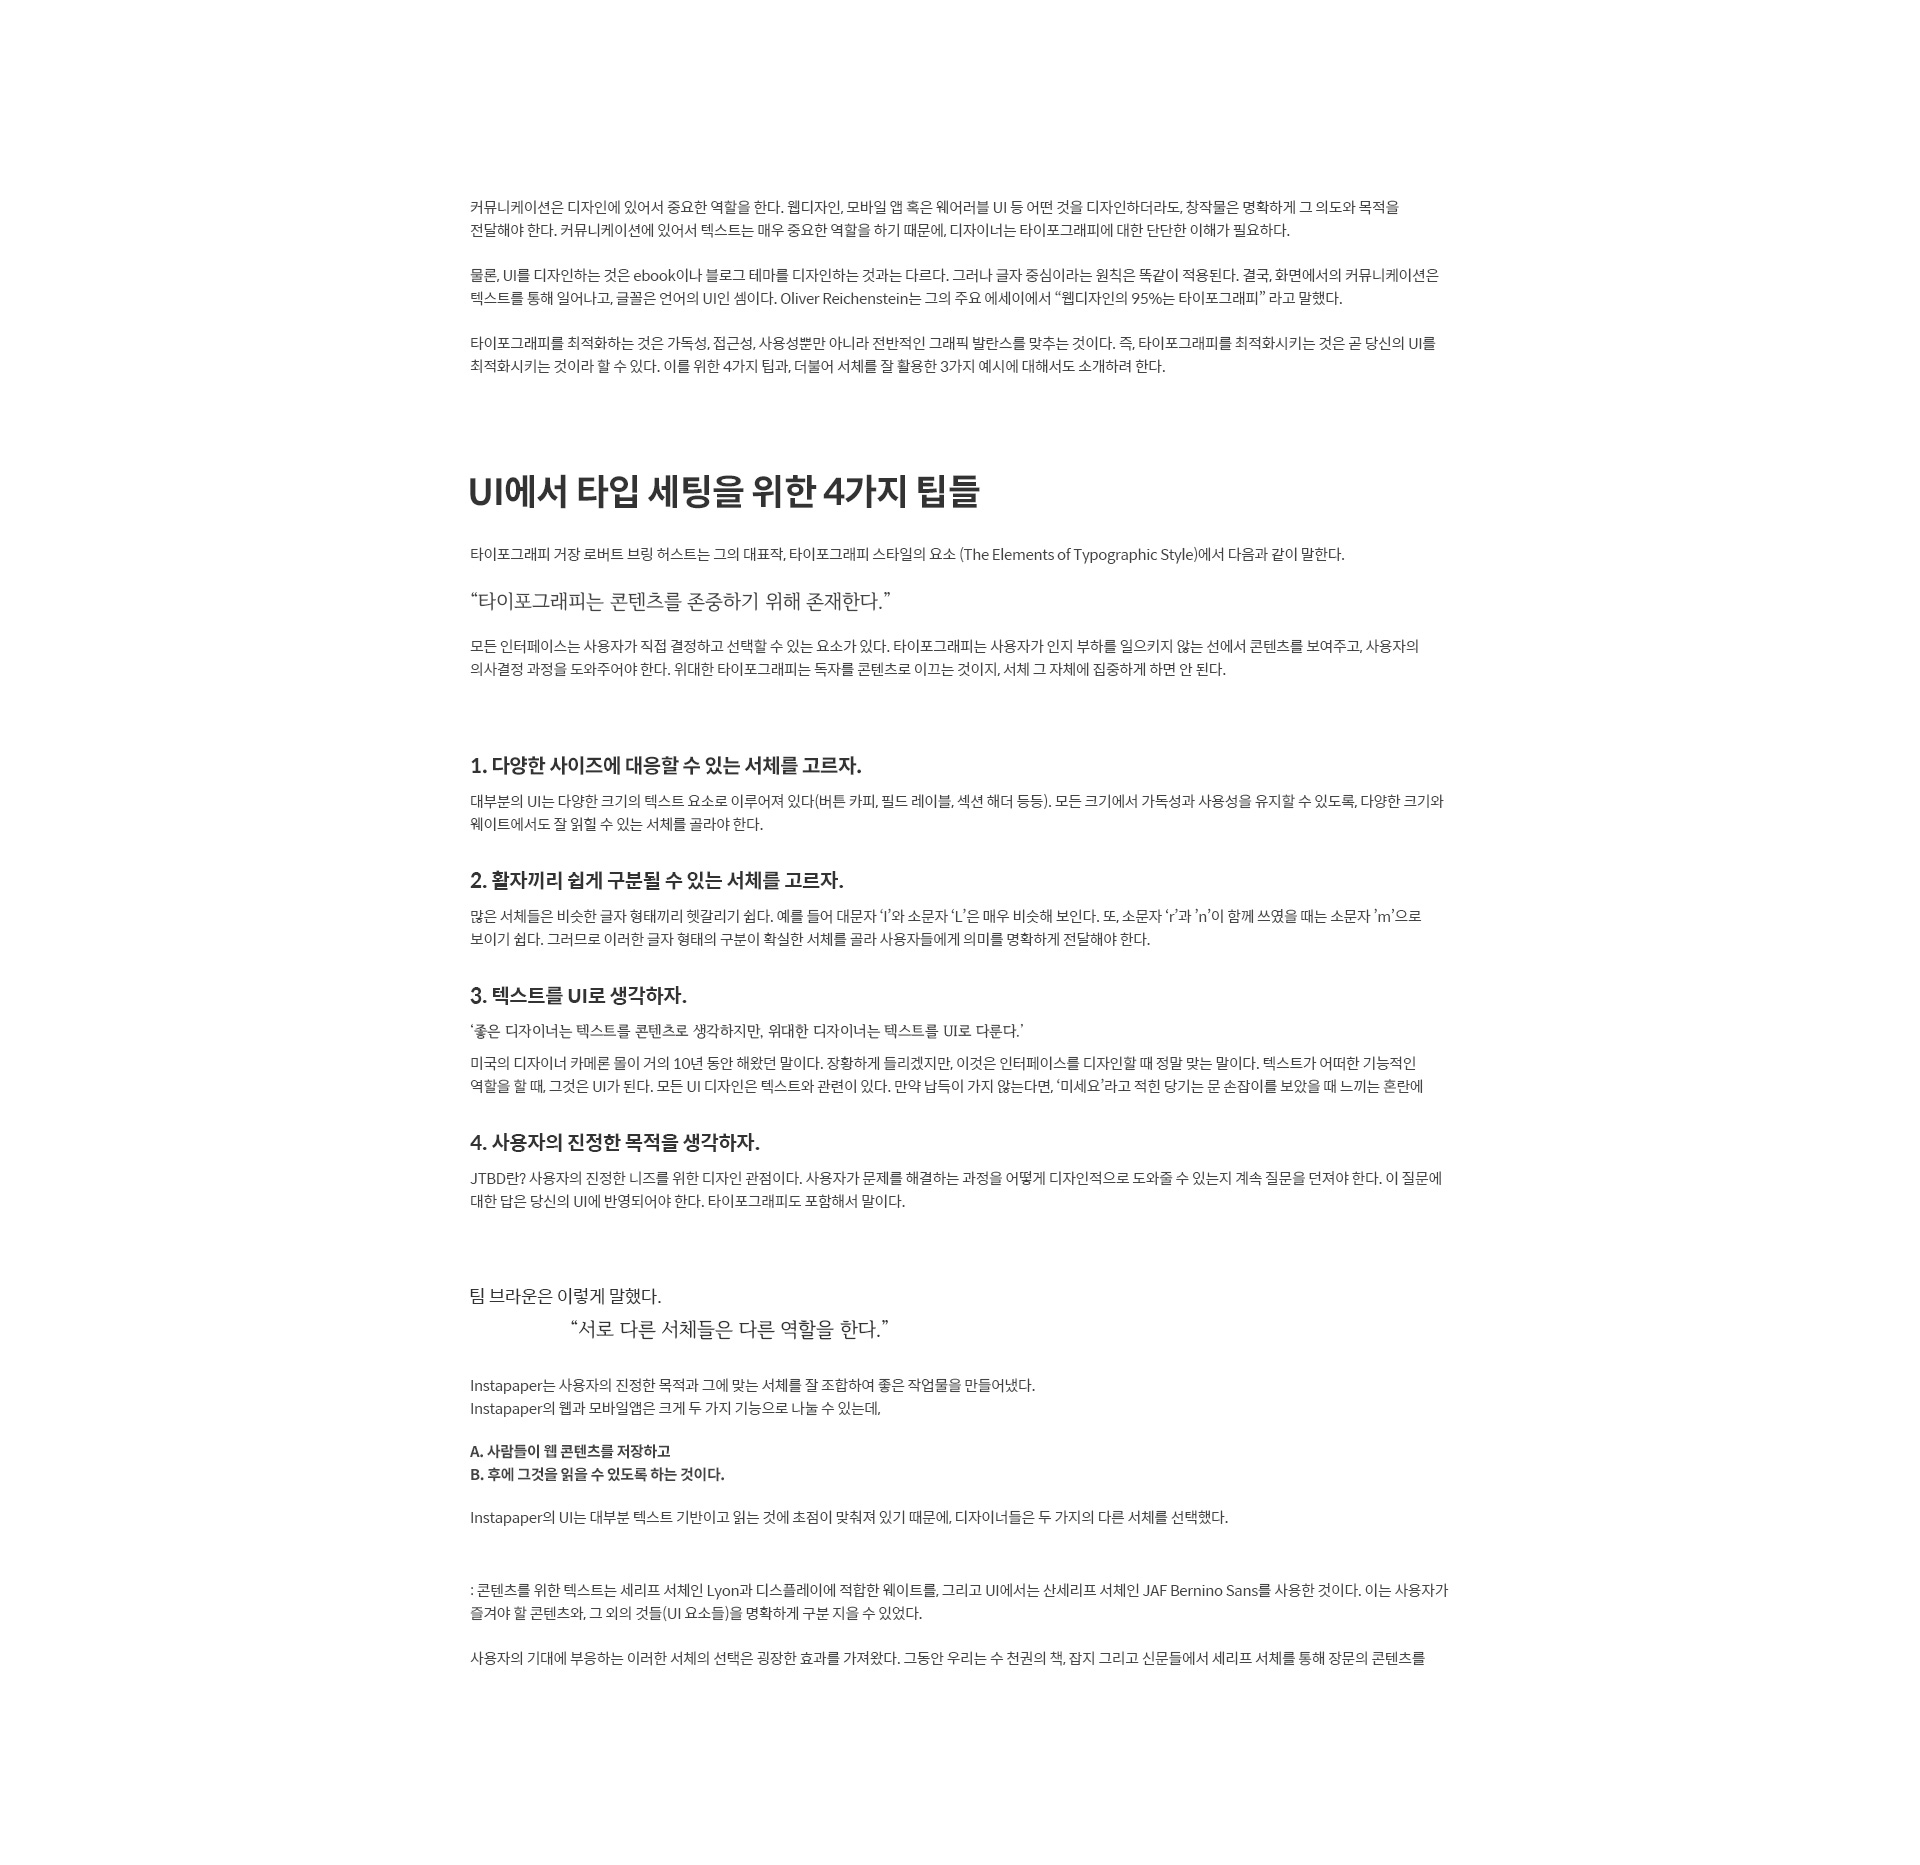 커뮤니케이션은 디자인에 있어서 중요한 역할을 한다. 웹디자인, 모바일 앱 혹은 웨어러블 UI 등 어떤 것을 디자인하더라도, 창작물은 명확하게 그 의도와 목적을
전달해야 한다. 커뮤니케이션에 있어서 텍스트는 매우 중요한 역할을 하기 때문에, 디자이너는 타이포그래피에 대한 단단한 이해가 필요하다.
물론, UI를 디자인하는 것은 ebook이나 블로그 테마를 디자인하는 것과는 다르다. 그러나 글자 중심이라는 원칙은 똑같이 적용된다. 결국, 화면에서의 커뮤니케이션은
텍스트를 통해 일어나고, 글꼴은 언어의 UI인 셈이다. Oliver Reichenstein는 그의 주요 에세이에서 “웹디자인의 95%는 타이포그래피” 라고 말했다.
타이포그래피를 최적화하는 것은 가독성, 접근성, 사용성뿐만 아니라 전반적인 그래픽 발란스를 맞추는 것이다. 즉, 타이포그래피를 최적화시키는 것은 곧 당신의 UI를
최적화시키는 것이라 할 수 있다. 이를 위한 4가지 팁과, 더불어 서체를 잘 활용한 3가지 예시에 대해서도 소개하려 한다.
UI에서 타입 세팅을 위한 4가지 팁들
타이포그래피 거장 로버트 브링 허스트는 그의 대표작, 타이포그래피 스타일의 요소 (The Elements of Typographic Style)에서 다음과 같이 말한다.
“타이포그래피는 콘텐츠를 존중하기 위해 존재한다.”
모든 인터페이스는 사용자가 직접 결정하고 선택할 수 있는 요소가 있다. 타이포그래피는 사용자가 인지 부하를 일으키지 않는 선에서 콘텐츠를 보여주고, 사용자의
의사결정 과정을 도와주어야 한다. 위대한 타이포그래피는 독자를 콘텐츠로 이끄는 것이지, 서체 그 자체에 집중하게 하면 안 된다.
1. 다양한 사이즈에 대응할 수 있는 서체를 고르자.
대부분의 UI는 다양한 크기의 텍스트 요소로 이루어져 있다(버튼 카피, 필드 레이블, 섹션 해더 등등). 모든 크기에서 가독성과 사용성을 유지할 수 있도록, 다양한 크기와
웨이트에서도 잘 읽힐 수 있는 서체를 골라야 한다.
2. 활자끼리 쉽게 구분될 수 있는 서체를 고르자.
많은 서체들은 비슷한 글자 형태끼리 헷갈리기 쉽다. 예를 들어 대문자 ‘I’와 소문자 ‘L’은 매우 비슷해 보인다. 또, 소문자 ‘r’과 ’n’이 함께 쓰였을 때는 소문자 ’m’으로
보이기 쉽다. 그러므로 이러한 글자 형태의 구분이 확실한 서체를 골라 사용자들에게 의미를 명확하게 전달해야 한다.
3. 텍스트를 UI로 생각하자.
‘좋은 디자이너는 텍스트를 콘텐츠로 생각하지만, 위대한 디자이너는 텍스트를 UI로 다룬다.’
미국의 디자이너 카메론 몰이 거의 10년 동안 해왔던 말이다. 장황하게 들리겠지만, 이것은 인터페이스를 디자인할 때 정말 맞는 말이다. 텍스트가 어떠한 기능적인
역할을 할 때, 그것은 UI가 된다. 모든 UI 디자인은 텍스트와 관련이 있다. 만약 납득이 가지 않는다면, ‘미세요’라고 적힌 당기는 문 손잡이를 보았을 때 느끼는 혼란에
4. 사용자의 진정한 목적을 생각하자.
JTBD란? 사용자의 진정한 니즈를 위한 디자인 관점이다. 사용자가 문제를 해결하는 과정을 어떻게 디자인적으로 도와줄 수 있는지 계속 질문을 던져야 한다. 이 질문에
대한 답은 당신의 UI에 반영되어야 한다. 타이포그래피도 포함해서 말이다.
팀 브라운은 이렇게 말했다.
“서로 다른 서체들은 다른 역할을 한다.”
Instapaper는 사용자의 진정한 목적과 그에 맞는 서체를 잘 조합하여 좋은 작업물을 만들어냈다.
Instapaper의 웹과 모바일앱은 크게 두 가지 기능으로 나눌 수 있는데,
A. 사람들이 웹 콘텐츠를 저장하고
B. 후에 그것을 읽을 수 있도록 하는 것이다.
Instapaper의 UI는 대부분 텍스트 기반이고 읽는 것에 초점이 맞춰져 있기 때문에, 디자이너들은 두 가지의 다른 서체를 선택했다.
: 콘텐츠를 위한 텍스트는 세리프 서체인 Lyon과 디스플레이에 적합한 웨이트를, 그리고 UI에서는 산세리프 서체인 JAF Bernino Sans를 사용한 것이다. 이는 사용자가
즐겨야 할 콘텐츠와, 그 외의 것들(UI 요소들)을 명확하게 구분 지을 수 있었다.
사용자의 기대에 부응하는 이러한 서체의 선택은 굉장한 효과를 가져왔다. 그동안 우리는 수 천권의 책, 잡지 그리고 신문들에서 세리프 서체를 통해 장문의 콘텐츠를